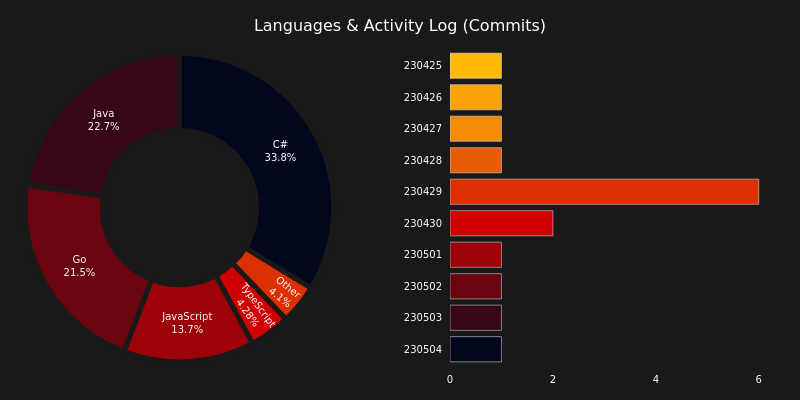 Languages & Activity Log (Commits)
Java
22.7%
C#
33.8%
Go
21.5%
JavaScript
13.7%
TypeScript
4.28%
Other
4.1%
230425
230426
230427
230428
230429
230430
230501
230502
230503
230504
0 2 4 6